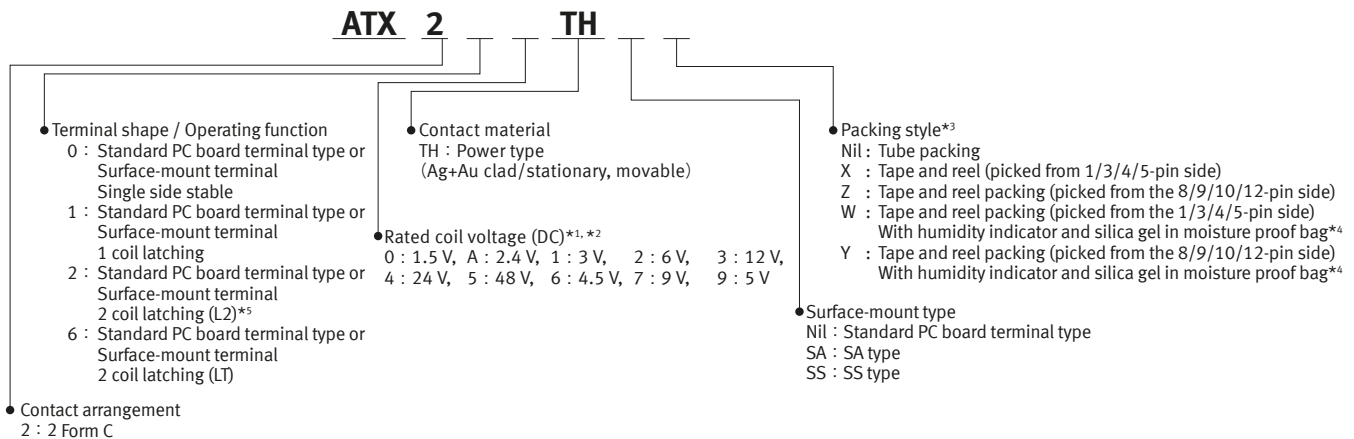 ATX 2 _ _ TH _ _
Terminal shape / Operating function
0 : Standard PC board terminal type or
Surface-mount terminal
Single side stable
1 : Standard PC board terminal type or
Surface-mount terminal
1 coil latching
2 : Standard PC board terminal type or
Surface-mount terminal
2 coil latching (L2)*5
6 : Standard PC board terminal type or
Surface-mount terminal
2 coil latching (LT)
Contact arrangement
2 : 2 Form C
Contact material
TH : Power type
(Ag+Au clad/stationary, movable)
Rated coil voltage (DC)*1, *2
0 : 1.5 V, A : 2.4 V, 1 : 3 V, 2 : 6 V, 3 : 12 V,
4 : 24 V, 5 : 48 V, 6 : 4.5 V, 7 : 9 V, 9 : 5 V
Packing style*3
Nil : Tube packing
X : Tape and reel (picked from 1/3/4/5-pin side)
Z : Tape and reel packing (picked from the 8/9/10/12-pin side)
W : Tape and reel packing (picked from the 1/3/4/5-pin side)
With humidity indicator and silica gel in moisture proof bag*4
Y : Tape and reel packing (picked from the 8/9/10/12-pin side)
With humidity indicator and silica gel in moisture proof bag*4
Surface-mount type
Nil : Standard PC board terminal type
SA : SA type
SS : SS type